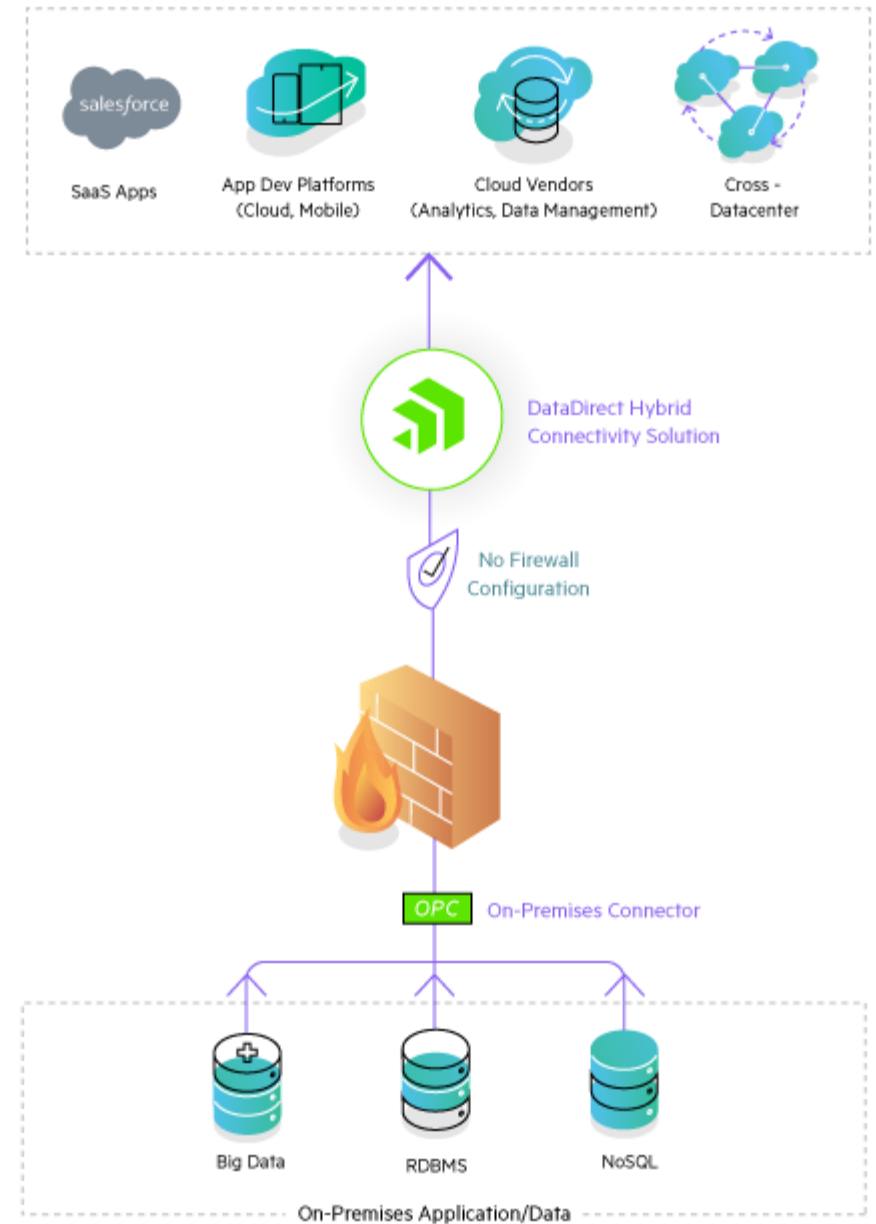 salesforce
SaaS Apps
App Dev Platforms
(Cloud, Mobile)
Cloud Vendors
(Analytics, Data Management)
Cross -
Datacenter
DataDirect Hybrid
Connectivity Solution
No Firewall
Configuration
OPC
On-Premises Connector
Big Data
RDBMS
NoSQL
On-Premises Application/Data